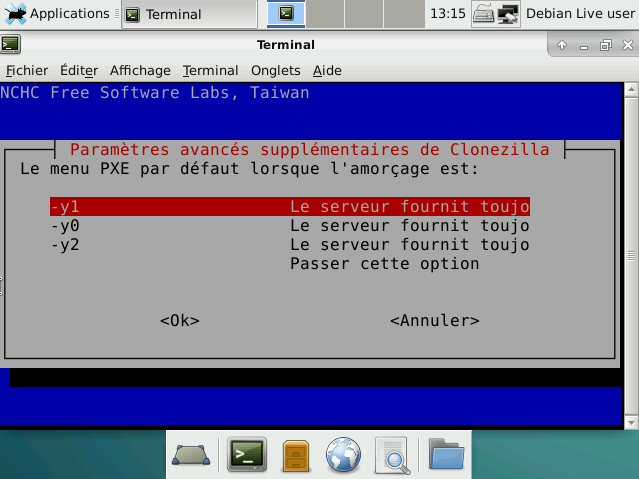 Applications Terminal 13:15 Debian Live user
Terminal
Fichier Éditer Affichage Terminal Onglets Aide
NCHC Free Software Labs, Taiwan
Paramètres avancés supplémentaires de Clonezilla
Le menu PXE par défaut lorsque l'amorçage est:
-y1 Le serveur fournit toujo
-y0 Le serveur fournit toujo
-y2 Le serveur fournit toujo
Passer cette option
<Ok> <Annuler>